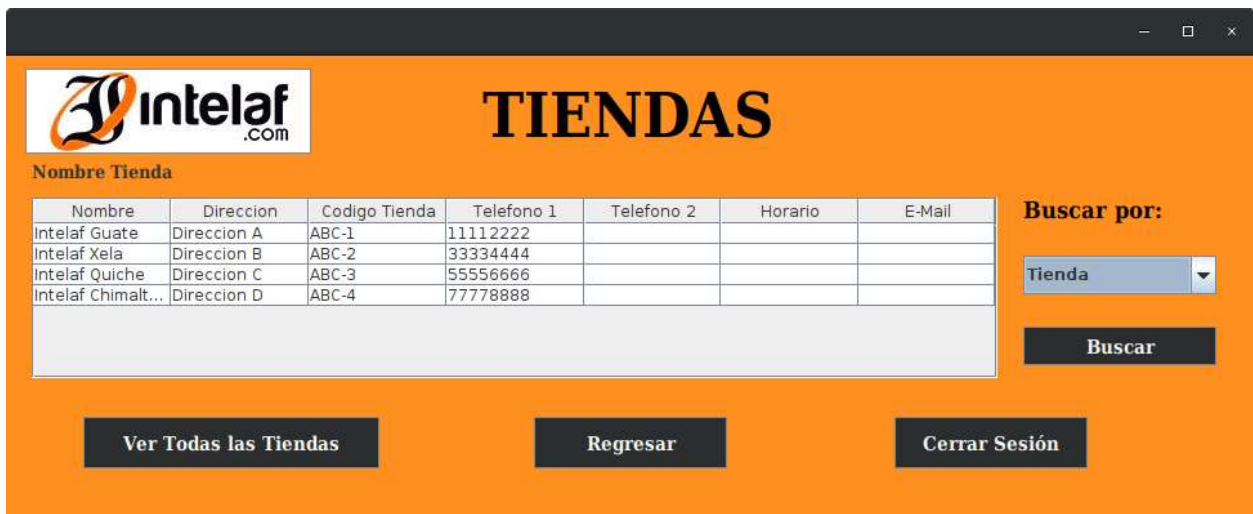 Intelaf
.com
TIENDAS
Nombre Tienda
Nombre Direccion Codigo Tienda Telefono 1 Telefono 2 Horario E-Mail
Intelaf Guate Direccion A ABC-1 11112222
Intelaf Xela Direccion B ABC-2 33334444
Intelaf Quiche Direccion C ABC-3 55556666
Intelaf Chimalt... Direccion D ABC-4 77778888
Buscar por:
Tienda
Buscar
Ver Todas las Tiendas
Regresar
Cerrar Sesión